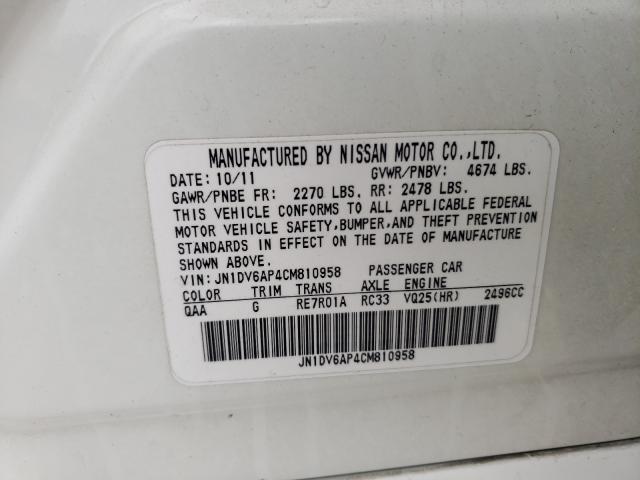 MANUFACTURED BY NISSAN MOTOR CO.,LTD.
DATE: 10/11 GVWR/PNBV: 4674 LBS.
GAWR/PNBE FR: 2270 LBS. RR: 2478 LBS.
THIS VEHICLE CONFORMS TO ALL APPLICABLE FEDERAL
MOTOR VEHICLE SAFETY,BUMPER,AND THEFT PREVENTION
STANDARDS IN EFFECT ON THE DATE OF MANUFACTURE
SHOWN ABOVE.
VIN: JN1DV6AP4CM810958 PASSENGER CAR
COLOR TRIM TRANS AXLE ENGINE
QAA G RE7R01A RC33 VQ25(HR) 2496CC
JN1DV6AP4CM810958